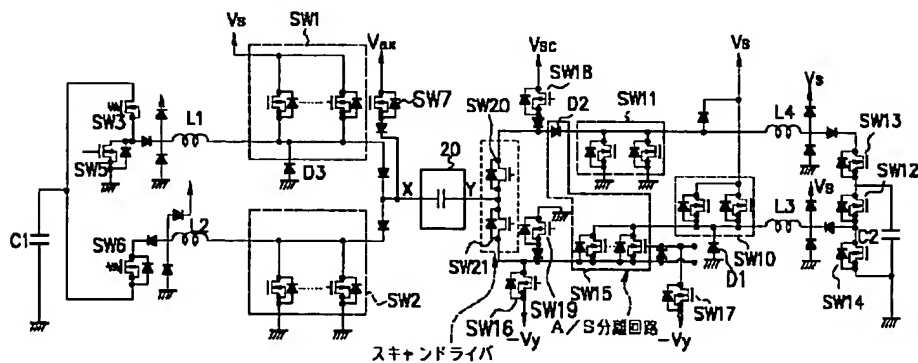 Vs
SW1
Vax
SW7
SW3
SW5
L1
D3
SW6
L2
C1
SW2
X
20
Y
SW20
SW21
Vsc
SW18
D2
SW11
Vs
L4
Vs
SW13
SW12
C2
L3
Vs
SW10
D1
SW14
SW15
SW16
-Vy
SW19
A/S分離回路
SW17
-Vy
スキャンドライバ